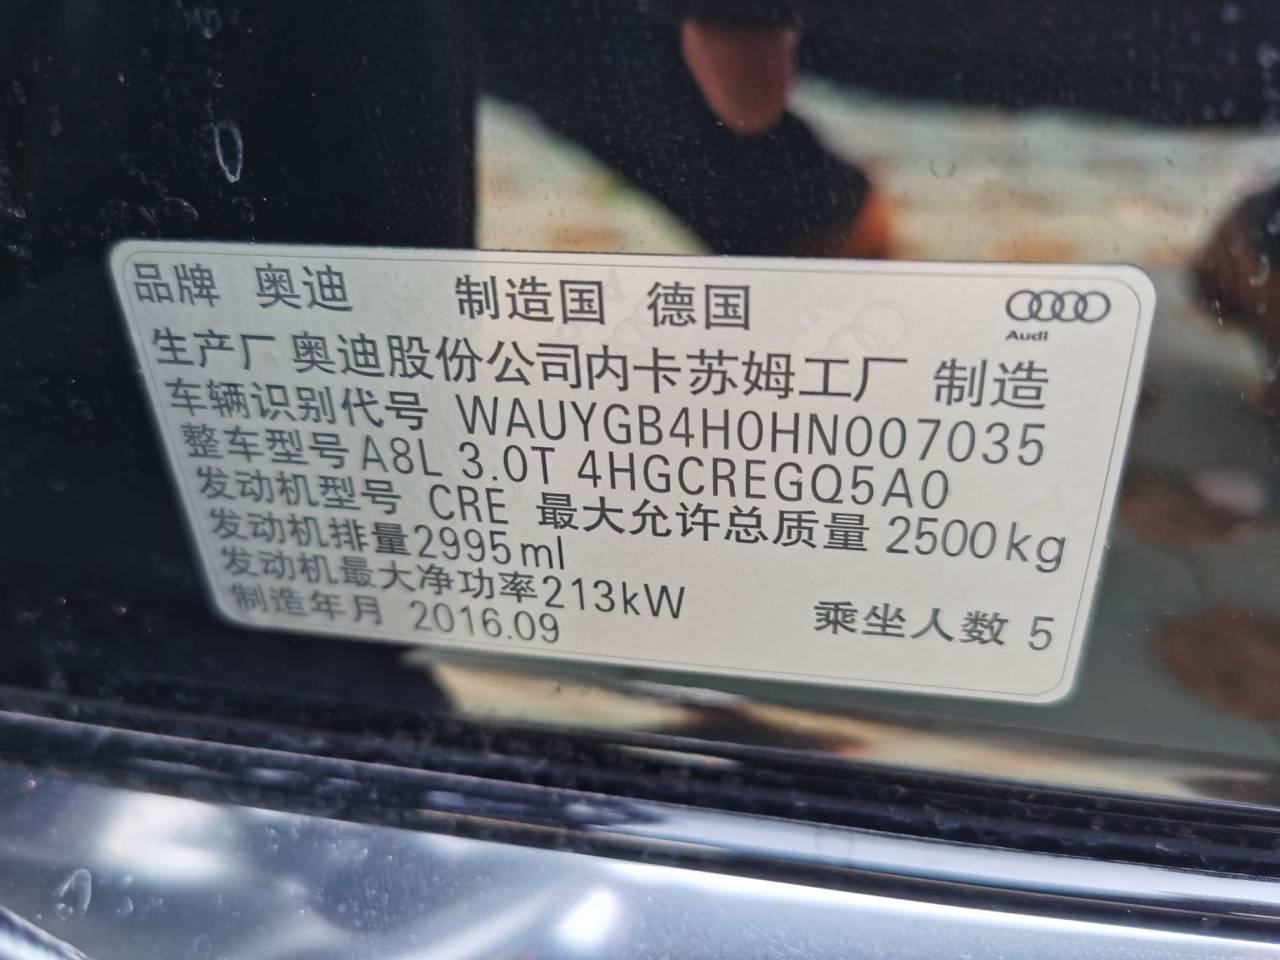 品牌 奥迪 制造国 德国
Audi
生产厂 奥迪股份公司内卡苏姆工厂 制造
车辆识别代号 WAUYGB4H0HN007035
整车型号 A8L 3.0T 4HGCREGQ5A0
发动机型号 CRE 最大允许总质量 2500kg
发动机排量2995ml
发动机最大净功率213kW
制造年月 2016.09 乘坐人数 5